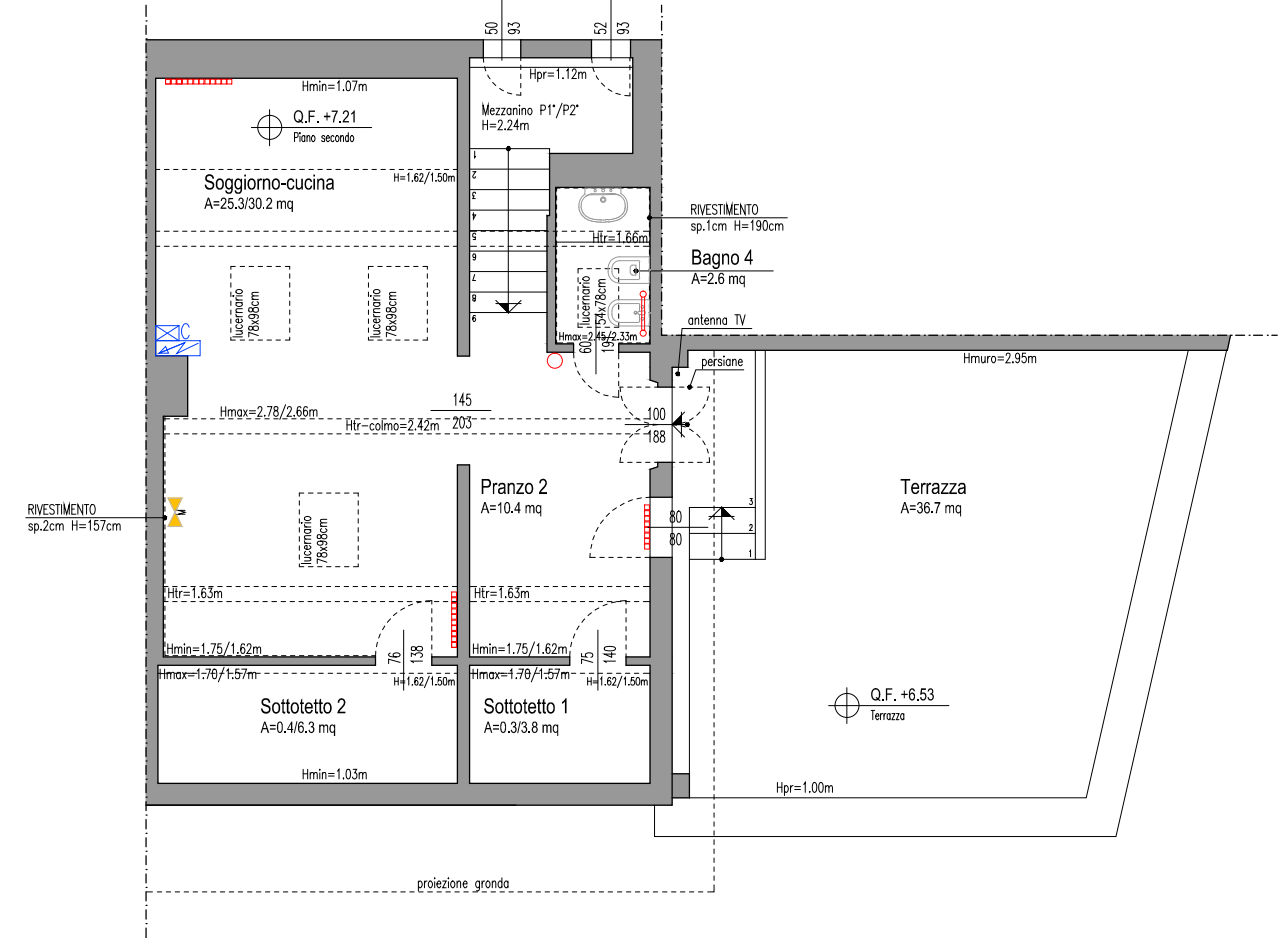 50
93
52
93
Hpr=1.12m
Hmin=1.07m
Mezzanino P1°/P2°
H=2.24m
Q.F. +7.21
Piano secondo
1
2
3
4
5
6
7
8
9
H=1.62/1.50m
Soggiorno-cucina
A=25.3/30.2 mq
RIVESTIMENTO
sp.1cm H=190cm
Htr=1.66m
Bagno 4
A=2.6 mq
lucernario
78x98cm
lucernario
78x98cm
lucernario
54x78cm
antenna TV
C
Hmax=2.45/2.33m
60
197
persiane
Hmuro=2.95m
145
203
Hmax=2.78/2.66m
Htr-colmo=2.42m
100
188
Pranzo 2
A=10.4 mq
Terrazza
A=36.7 mq
RIVESTIMENTO
sp.2cm H=157cm
lucernario
78x98cm
80
80
3
2
1
Htr=1.63m
Htr=1.63m
Hmin=1.75/1.62m
Hmin=1.75/1.62m
76
138
75
140
Hmax=1.70/1.57m
H=1.62/1.50m
Hmax=1.70/1.57m
H=1.62/1.50m
Sottotetto 2
A=0.4/6.3 mq
Sottotetto 1
A=0.3/3.8 mq
Q.F. +6.53
Terrazza
Hmin=1.03m
Hpr=1.00m
proiezione gronda